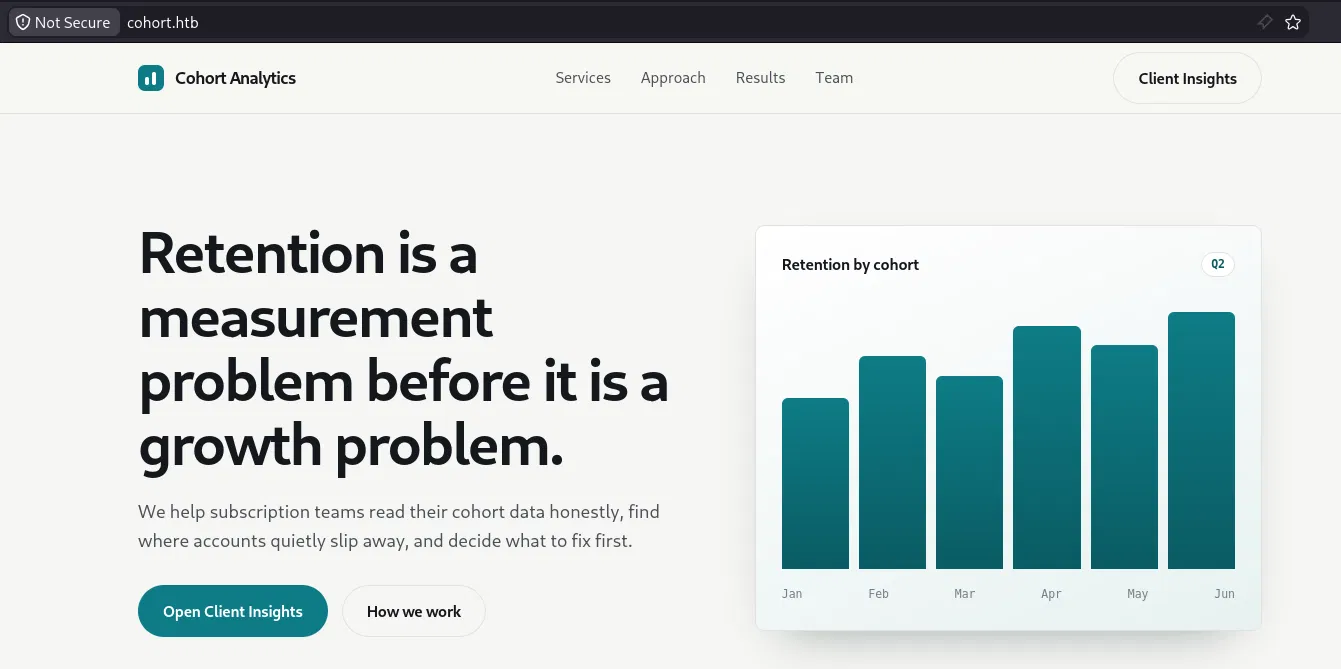 Not Secure cohort.htb
Cohort Analytics Services Approach Results Team Client Insights
Retention is a
measurement
problem before it is a
growth problem.
We help subscription teams read their cohort data honestly, find
where accounts quietly slip away, and decide what to fix first.
Open Client Insights How we work
Retention by cohort Q2
Jan Feb Mar Apr May Jun